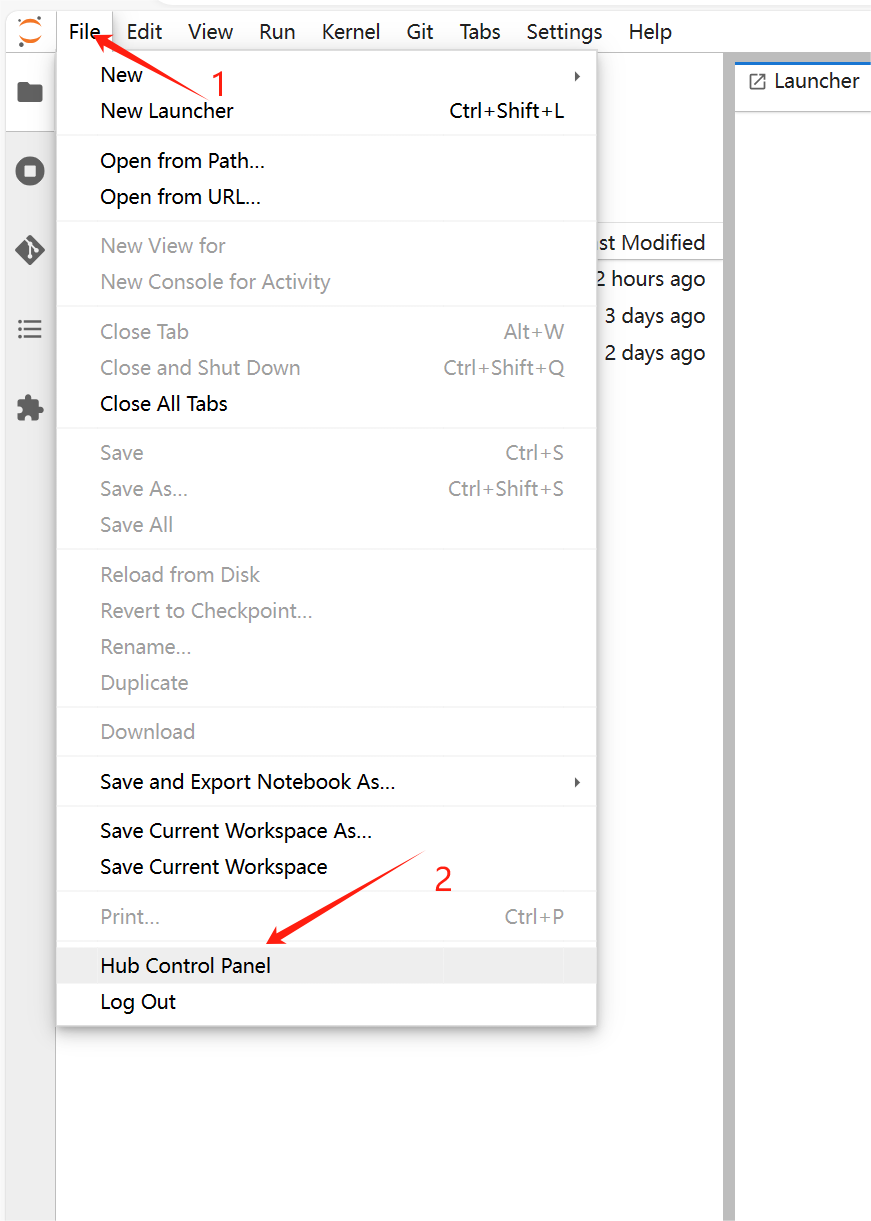 File Edit View Run Kernel Git Tabs Settings Help
1
New
New Launcher Ctrl+Shift+L
Launcher
Open from Path...
Open from URL...
New View for
st Modified
New Console for Activity
2 hours ago
Close Tab Alt+W
3 days ago
Close and Shut Down Ctrl+Shift+Q
2 days ago
Close All Tabs
Save Ctrl+S
Save As... Ctrl+Shift+S
Save All
Reload from Disk
Revert to Checkpoint...
Rename...
Duplicate
Download
Save and Export Notebook As...
Save Current Workspace As...
Save Current Workspace
2
Print... Ctrl+P
Hub Control Panel
Log Out